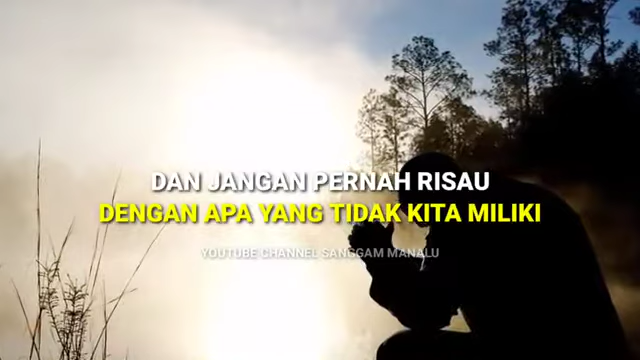 DAN JANGAN PERNAH RISAU
DENGAN APA YANG TIDAK KITA MILIKI
YOUTUBE CHANNEL SANGGAM MANALU